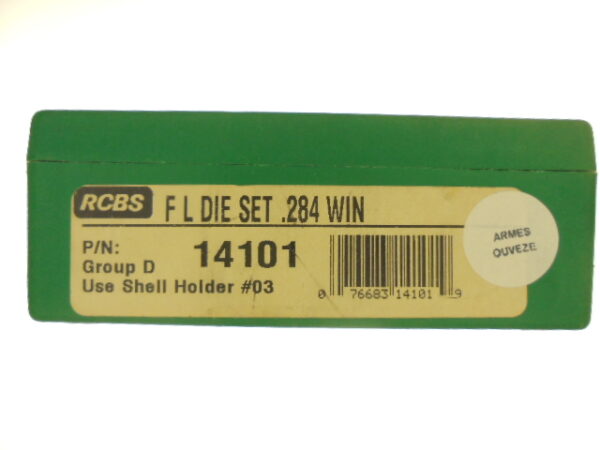 RCBS F L DIE SET .284 WIN
P/N: 14101
Group D
Use Shell Holder #03
0 76683 14101 9
ARMES
OUVEZE